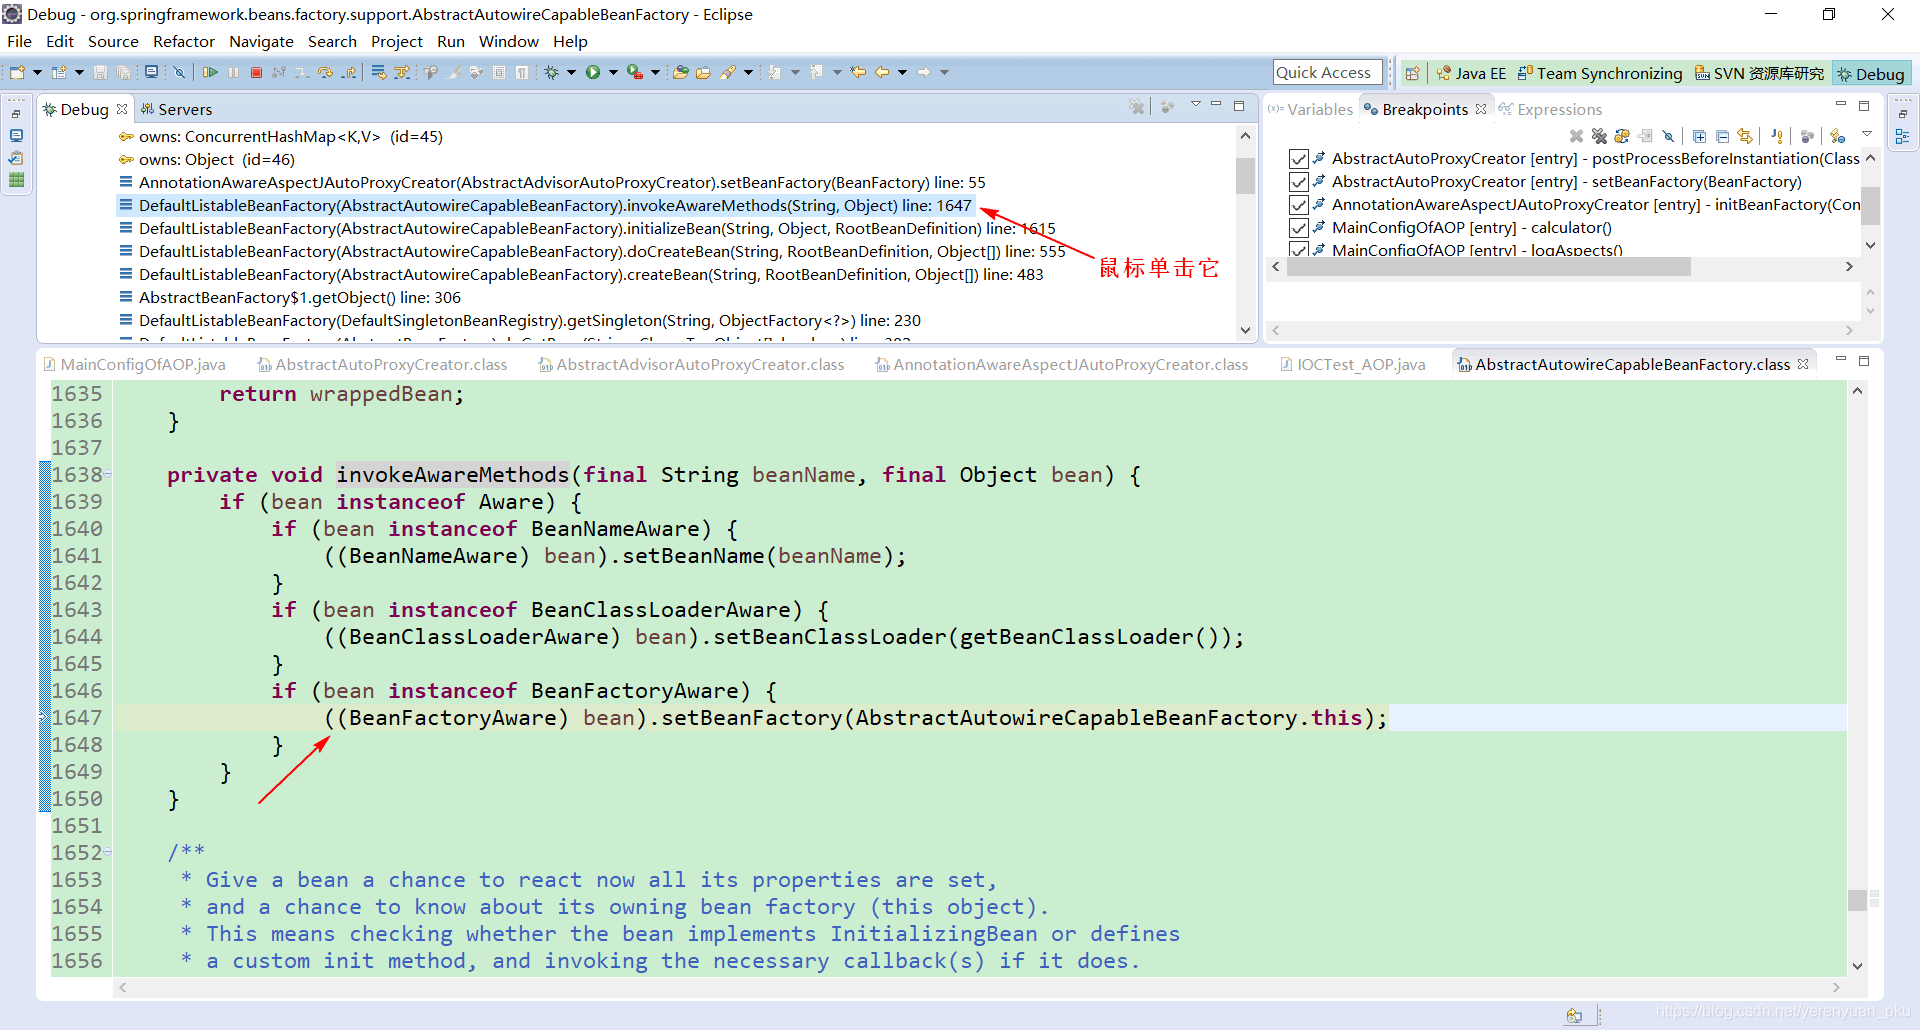 Debug - org.springframework.beans.factory.support.AbstractAutowireCapableBeanFactory - Eclipse
File Edit Source Refactor Navigate Search Project Run Window Help
Quick Access Java EE Team Synchronizing SVN 资源库研究 Debug
Debug Servers
owns: ConcurrentHashMap<K,V> (id=45)
owns: Object (id=46)
AnnotationAwareAspectJAutoProxyCreator(AbstractAdvisorAutoProxyCreator).setBeanFactory(BeanFactory) line: 55
DefaultListableBeanFactory(AbstractAutowireCapableBeanFactory).invokeAwareMethods(String, Object) line: 1647
DefaultListableBeanFactory(AbstractAutowireCapableBeanFactory).initializeBean(String, Object, RootBeanDefinition) line: 1615
DefaultListableBeanFactory(AbstractAutowireCapableBeanFactory).doCreateBean(String, RootBeanDefinition, Object[]) line: 555
DefaultListableBeanFactory(AbstractAutowireCapableBeanFactory).createBean(String, RootBeanDefinition, Object[]) line: 483
AbstractBeanFactory$1.getObject() line: 306
DefaultListableBeanFactory(DefaultSingletonBeanRegistry).getSingleton(String, ObjectFactory<?>) line: 230
鼠标单击它
(x)= Variables Breakpoints Expressions
AbstractAutoProxyCreator [entry] - postProcessBeforeInstantiation(Class
AbstractAutoProxyCreator [entry] - setBeanFactory(BeanFactory)
AnnotationAwareAspectJAutoProxyCreator [entry] - initBeanFactory(Con
MainConfigOfAOP [entry] - calculator()
MainConfigOfAOP [entry] - logAspects()
MainConfigOfAOP.java AbstractAutoProxyCreator.class AbstractAdvisorAutoProxyCreator.class AnnotationAwareAspectJAutoProxyCreator.class IOCTest_AOP.java AbstractAutowireCapableBeanFactory.class
1635 return wrappedBean;
1636 }
1637
1638 private void invokeAwareMethods(final String beanName, final Object bean) {
1639 if (bean instanceof Aware) {
1640 if (bean instanceof BeanNameAware) {
1641 ((BeanNameAware) bean).setBeanName(beanName);
1642 }
1643 if (bean instanceof BeanClassLoaderAware) {
1644 ((BeanClassLoaderAware) bean).setBeanClassLoader(getBeanClassLoader());
1645 }
1646 if (bean instanceof BeanFactoryAware) {
1647 ((BeanFactoryAware) bean).setBeanFactory(AbstractAutowireCapableBeanFactory.this);
1648 }
1649 }
1650 }
1651
1652 /**
1653 * Give a bean a chance to react now all its properties are set,
1654 * and a chance to know about its owning bean factory (this object).
1655 * This means checking whether the bean implements InitializingBean or defines
1656 * a custom init method, and invoking the necessary callback(s) if it does.
https://blog.csdn.net/yerenyuan_pku